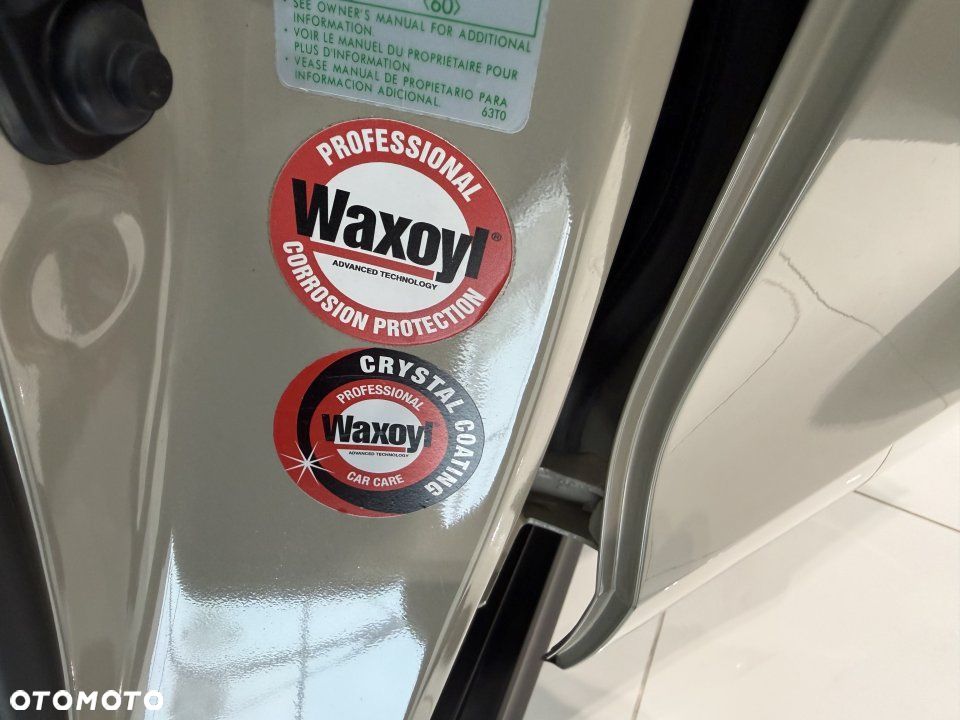 (60)
• SEE OWNER'S MANUAL FOR ADDITIONAL
INFORMATION.
• VOIR LE MANUEL DU PROPRIÉTAIRE POUR
PLUS D'INFORMATION.
• VEASE MANUAL DE PROPIETARIO PARA
INFORMACION ADICIONAL.
63T0
PROFESSIONAL
Waxoyl®
ADVANCED TECHNOLOGY
CORROSION PROTECTION
CRYSTAL COATING
PROFESSIONAL
Waxoyl
ADVANCED TECHNOLOGY
CAR CARE
OTOMOTO